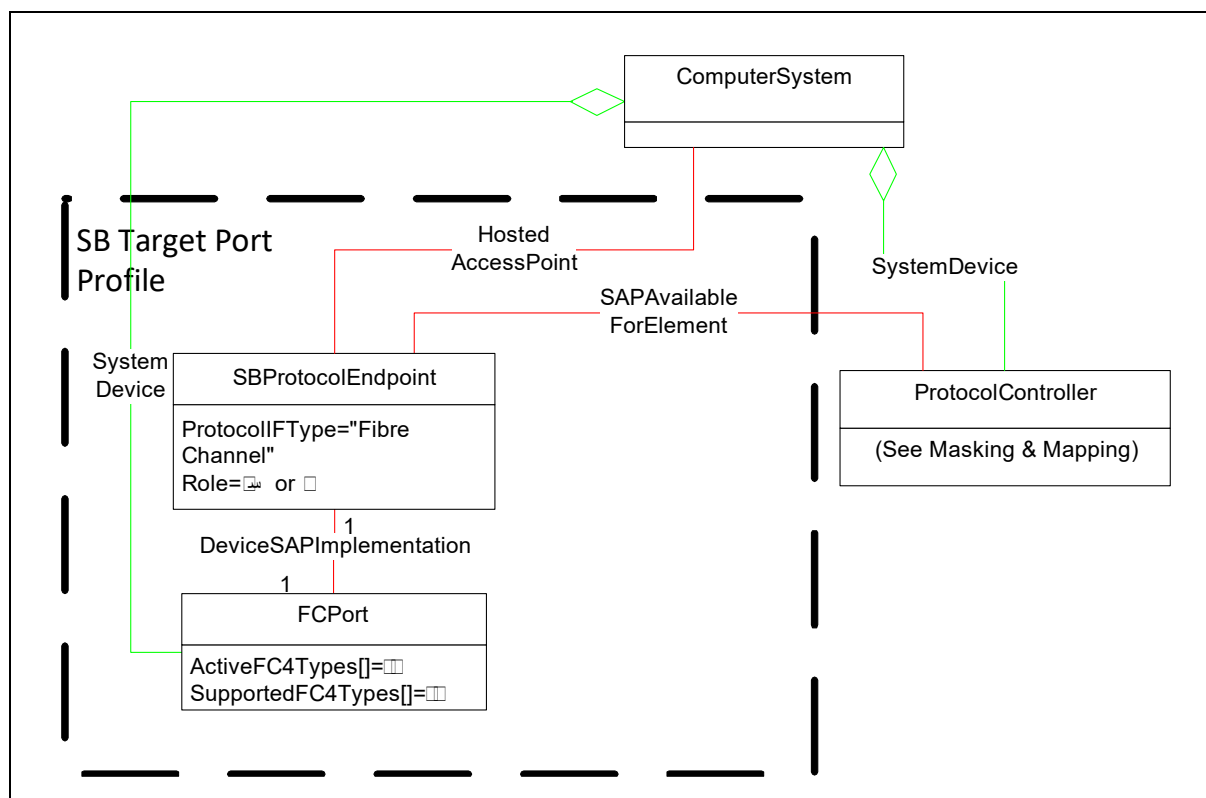 ComputerSystem
SB Target Port
Profile
Hosted
AccessPoint
SystemDevice
SAPAvailable
ForElement
System
Device
SBProtocolEndpoint
ProtocolIFType="Fibre
Channel"
Role= or
ProtocolController
(See Masking & Mapping)
1
DeviceSAPImplementation
1
FCPort
ActiveFC4Types[]=
SupportedFC4Types[]=